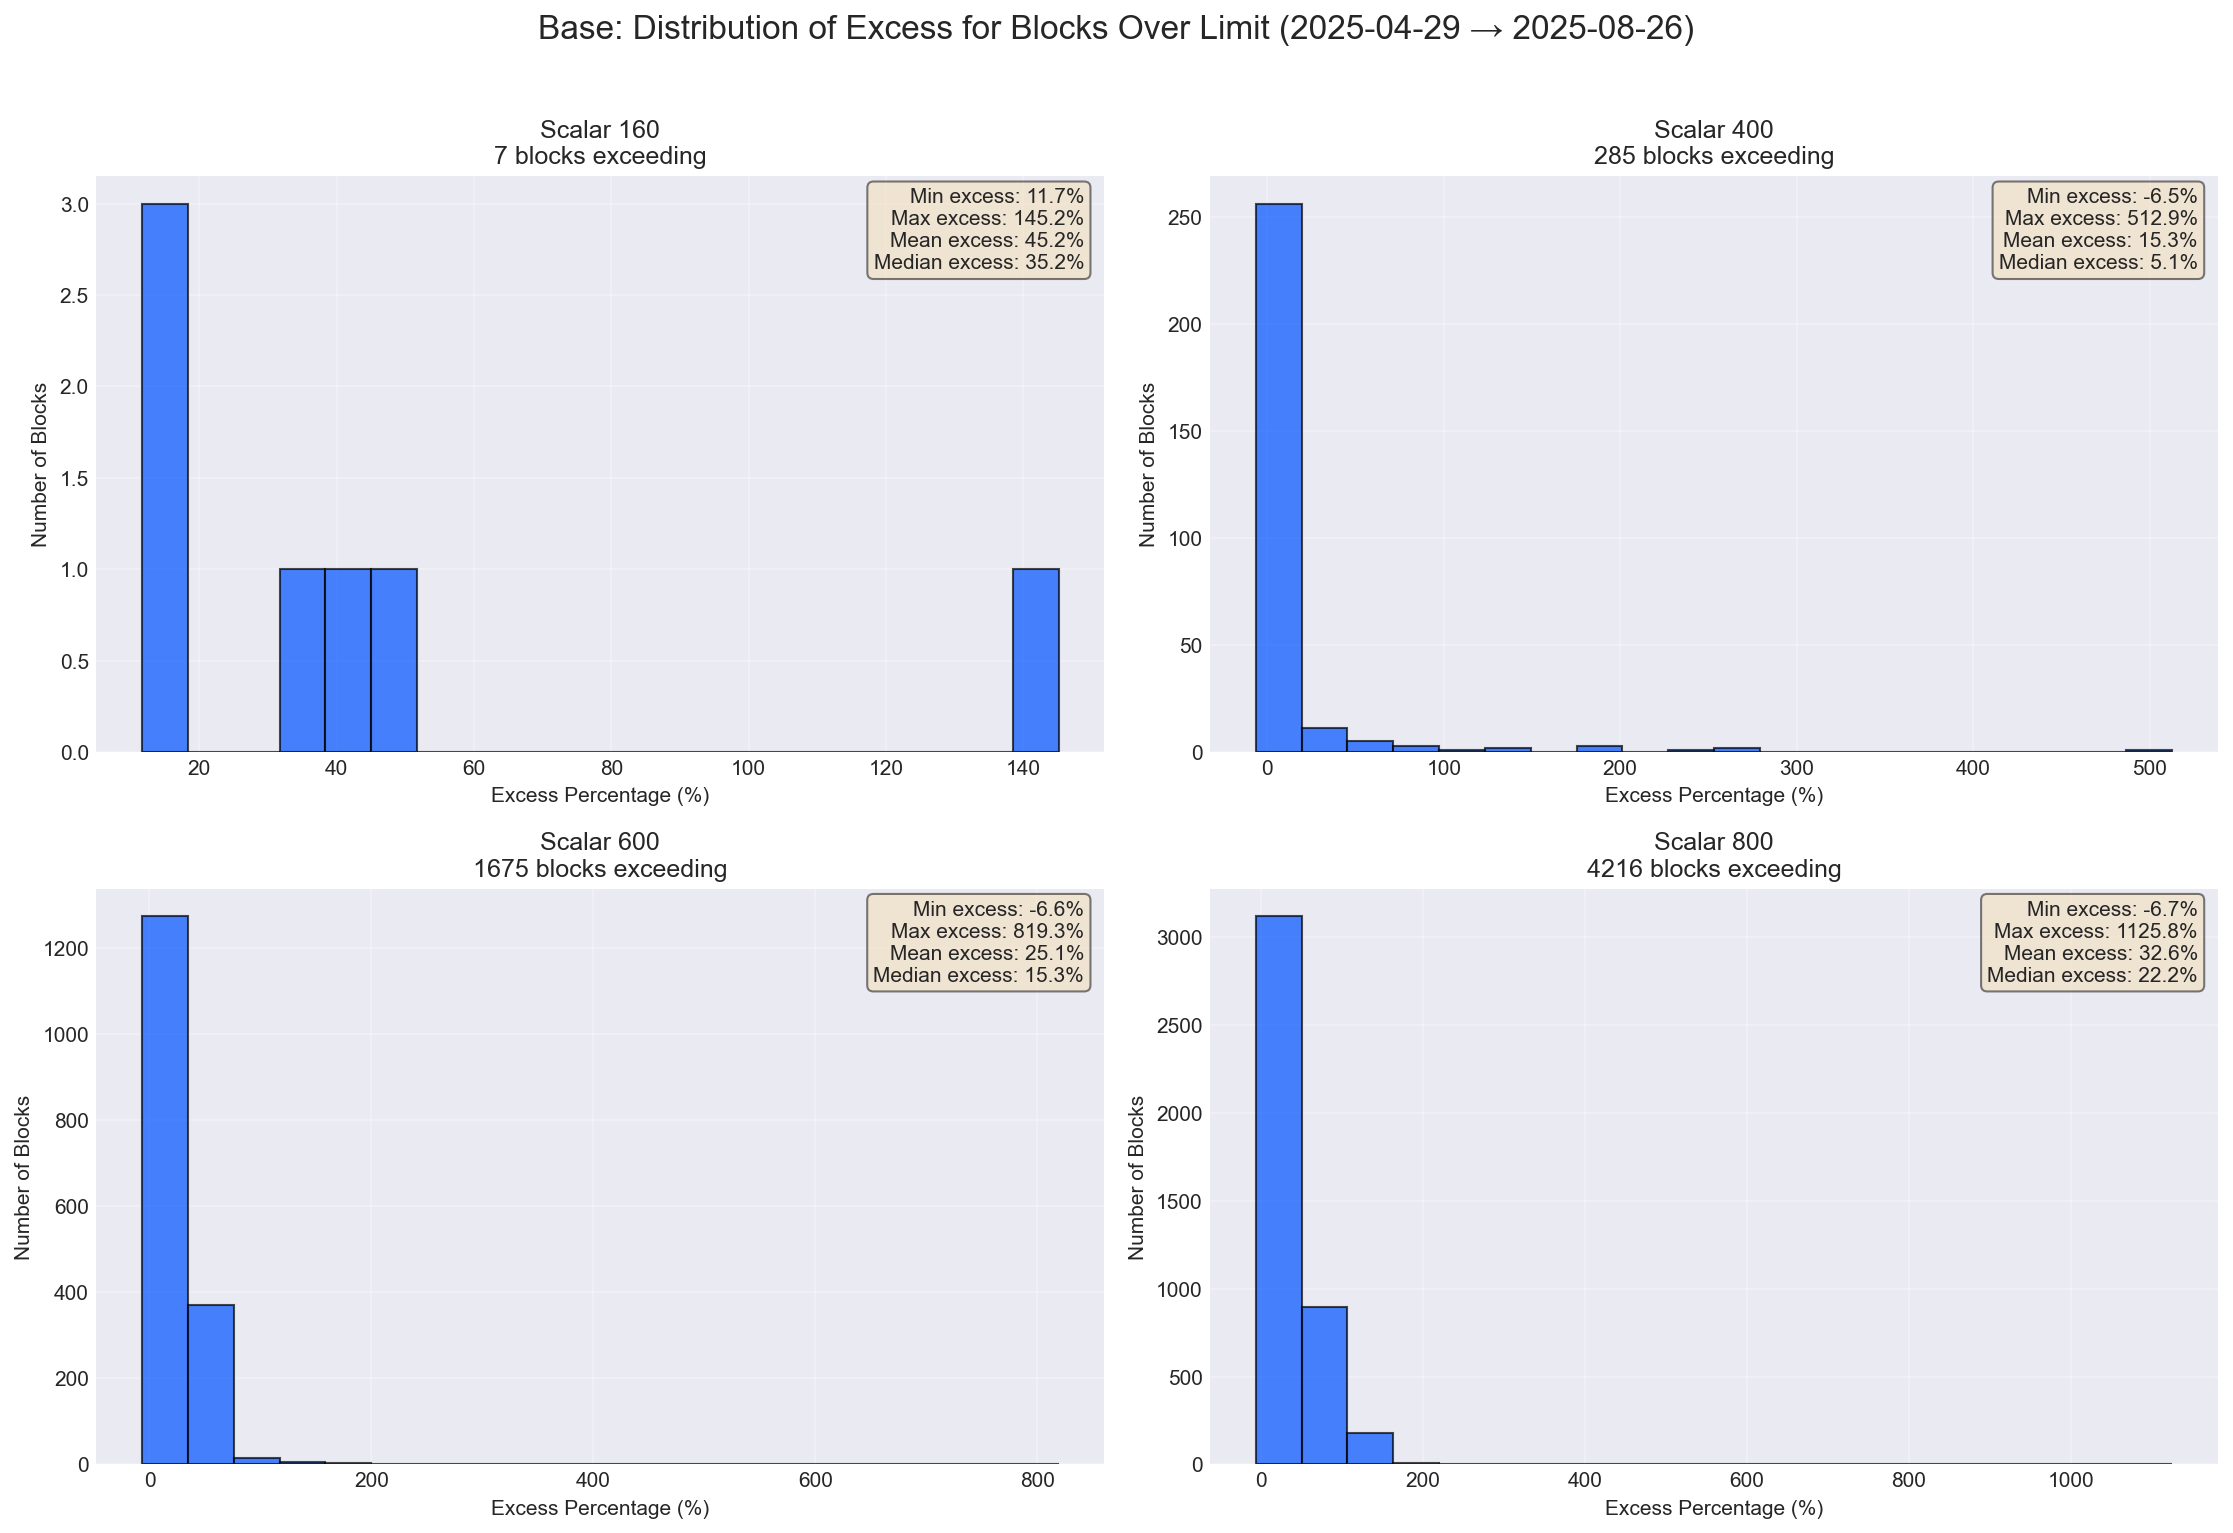 Base: Distribution of Excess for Blocks Over Limit (2025-04-29 → 2025-08-26)
Scalar 160
7 blocks exceeding
Min excess: 11.7%
Max excess: 145.2%
Mean excess: 45.2%
Median excess: 35.2%
Number of Blocks
3.0
2.5
2.0
1.5
1.0
0.5
0.0
20 40 60 80 100 120 140
Excess Percentage (%)
Scalar 400
285 blocks exceeding
Min excess: -6.5%
Max excess: 512.9%
Mean excess: 15.3%
Median excess: 5.1%
Number of Blocks
250
200
150
100
50
0
0 100 200 300 400 500
Excess Percentage (%)
Scalar 600
1675 blocks exceeding
Min excess: -6.6%
Max excess: 819.3%
Mean excess: 25.1%
Median excess: 15.3%
Number of Blocks
1200
1000
800
600
400
200
0
0 200 400 600 800
Excess Percentage (%)
Scalar 800
4216 blocks exceeding
Min excess: -6.7%
Max excess: 1125.8%
Mean excess: 32.6%
Median excess: 22.2%
Number of Blocks
3000
2500
2000
1500
1000
500
0
0 200 400 600 800 1000
Excess Percentage (%)